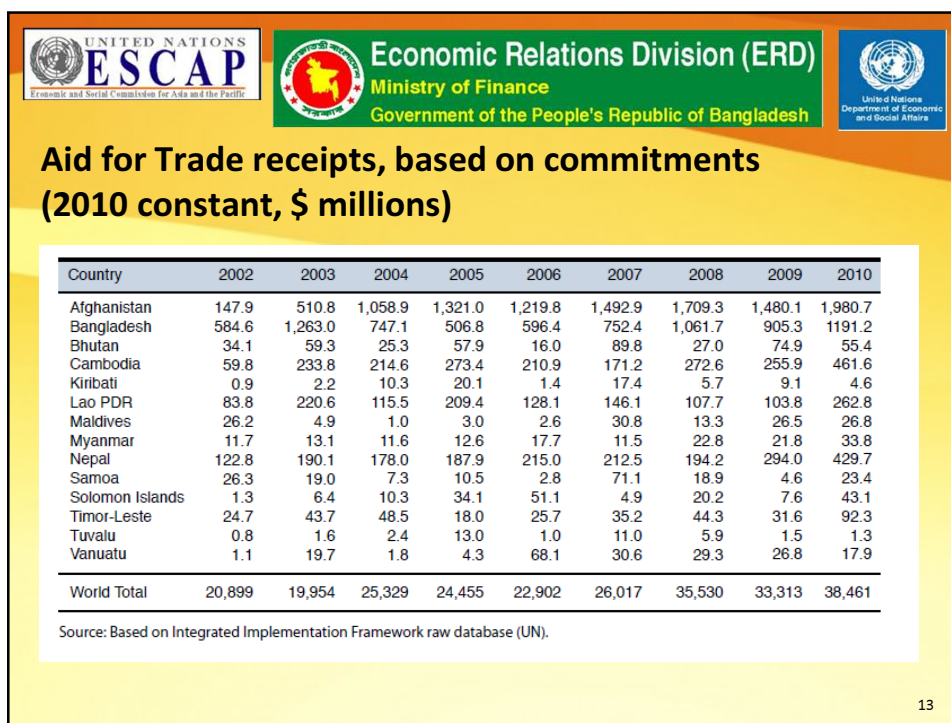 UNITED NATIONS
ESCAP
Economic and Social Commission for Asia and the Pacific
Economic Relations Division (ERD)
Ministry of Finance
Government of the People's Republic of Bangladesh
United Nations
Department of Economic
and Social Affairs
Aid for Trade receipts, based on commitments
(2010 constant, $ millions)
Country 2002 2003 2004 2005 2006 2007 2008 2009 2010
Afghanistan 147.9 510.8 1,058.9 1,321.0 1,219.8 1,492.9 1,709.3 1,480.1 1,980.7
Bangladesh 584.6 1,263.0 747.1 506.8 596.4 752.4 1,061.7 905.3 1191.2
Bhutan 34.1 59.3 25.3 57.9 16.0 89.8 27.0 74.9 55.4
Cambodia 59.8 233.8 214.6 273.4 210.9 171.2 272.6 255.9 461.6
Kiribati 0.9 2.2 10.3 20.1 1.4 17.4 5.7 9.1 4.6
Lao PDR 83.8 220.6 115.5 209.4 128.1 146.1 107.7 103.8 262.8
Maldives 26.2 4.9 1.0 3.0 2.6 30.8 13.3 26.5 26.8
Myanmar 11.7 13.1 11.6 12.6 17.7 11.5 22.8 21.8 33.8
Nepal 122.8 190.1 178.0 187.9 215.0 212.5 194.2 294.0 429.7
Samoa 26.3 19.0 7.3 10.5 2.8 71.1 18.9 4.6 23.4
Solomon Islands 1.3 6.4 10.3 34.1 51.1 4.9 20.2 7.6 43.1
Timor-Leste 24.7 43.7 48.5 18.0 25.7 35.2 44.3 31.6 92.3
Tuvalu 0.8 1.6 2.4 13.0 1.0 11.0 5.9 1.5 1.3
Vanuatu 1.1 19.7 1.8 4.3 68.1 30.6 29.3 26.8 17.9
World Total 20,899 19,954 25,329 24,455 22,902 26,017 35,530 33,313 38,461
Source: Based on Integrated Implementation Framework raw database (UN).
13